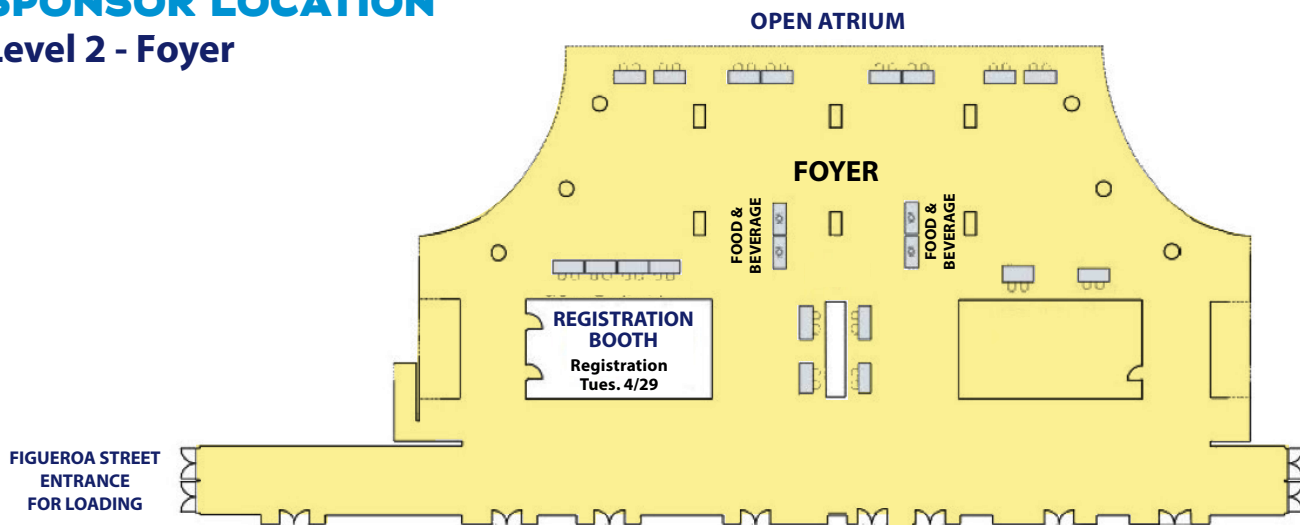 SPONSOR LOCATION
Level 2 - Foyer
OPEN ATRIUM
FOYER
FOOD &
BEVERAGE
FOOD &
BEVERAGE
REGISTRATION
BOOTH
Registration
Tues. 4/29
FIGUEROA STREET
ENTRANCE
FOR LOADING